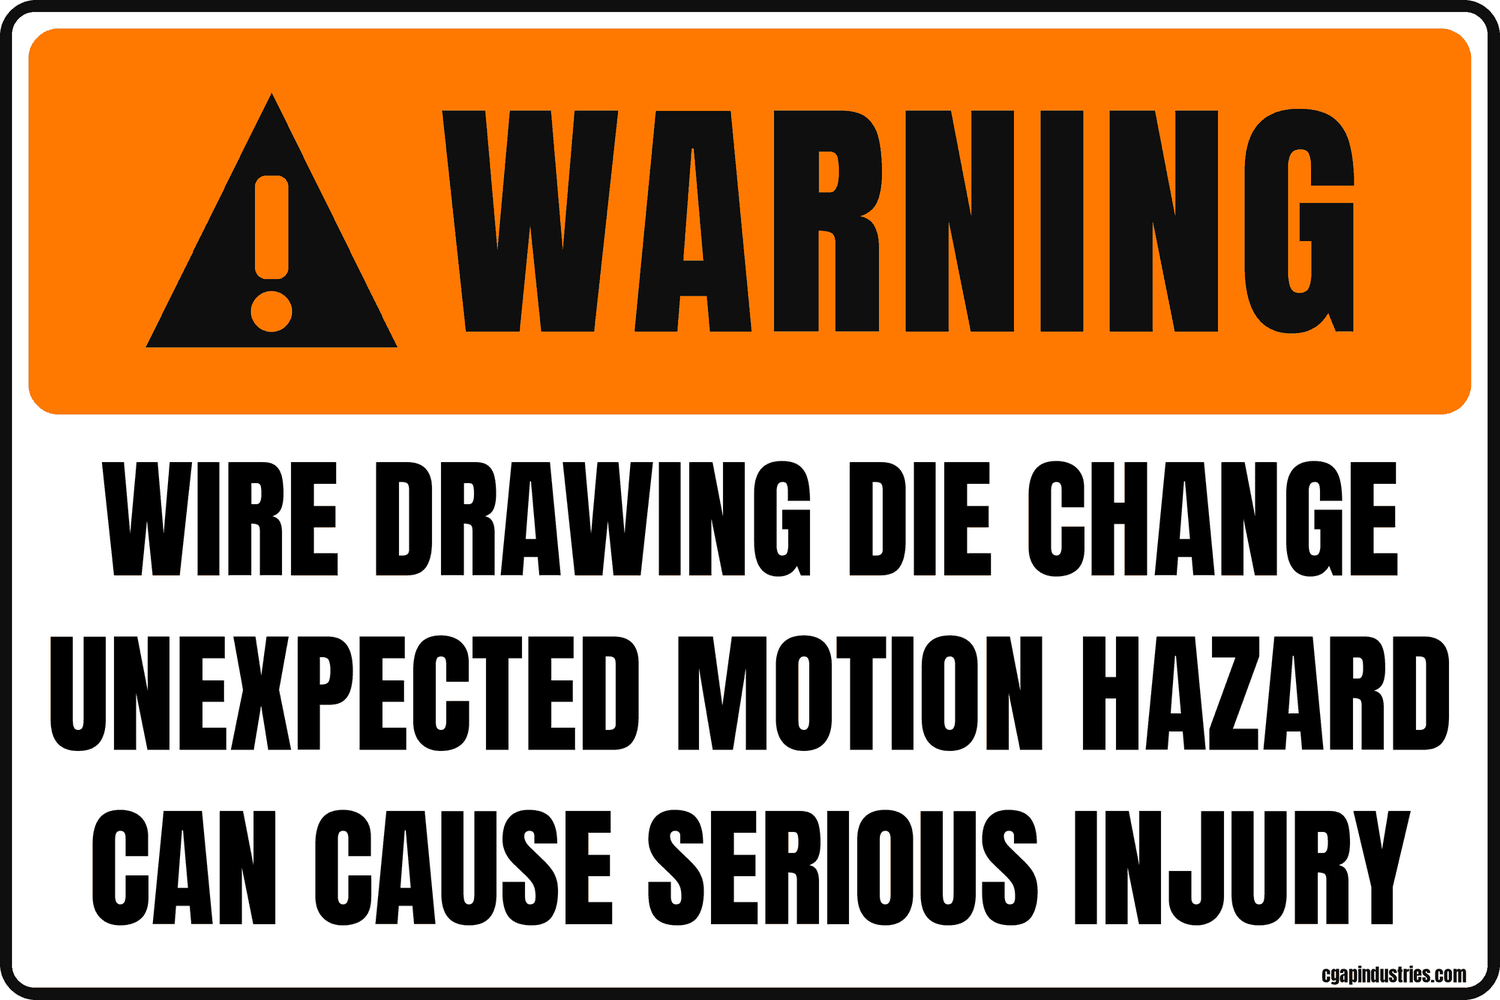 WARNING
WIRE DRAWING DIE CHANGE
UNEXPECTED MOTION HAZARD
CAN CAUSE SERIOUS INJURY
cgapindustries.com